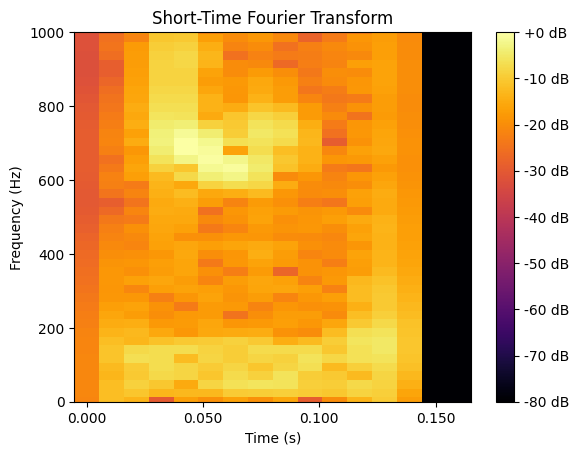 Short-Time Fourier Transform
1000
800
600
400
200
0
Frequency (Hz)
0.000
0.050
0.100
0.150
Time (s)
+0 dB
-10 dB
-20 dB
-30 dB
-40 dB
-50 dB
-60 dB
-70 dB
-80 dB